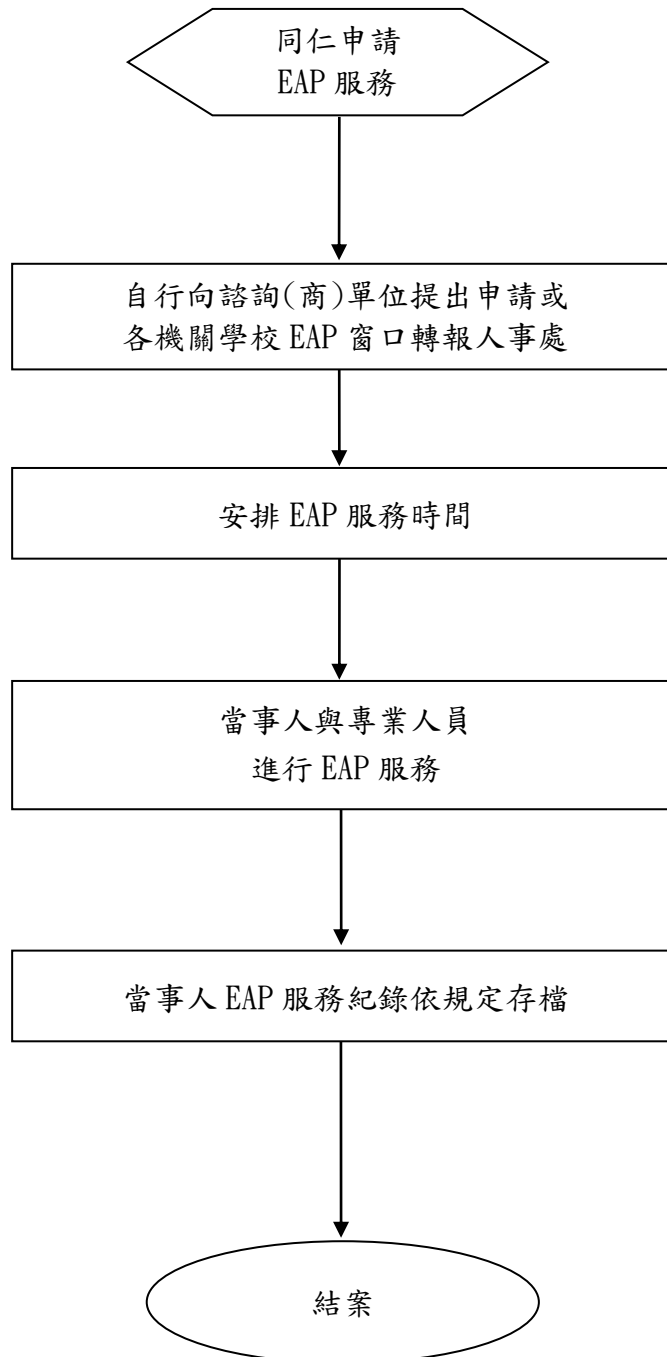 同仁申請
EAP 服務
自行向諮詢(商)單位提出申請或
各機關學校 EAP 窗口轉報人事處
安排 EAP 服務時間
當事人與專業人員
進行 EAP 服務
當事人 EAP 服務紀錄依規定存檔
結案